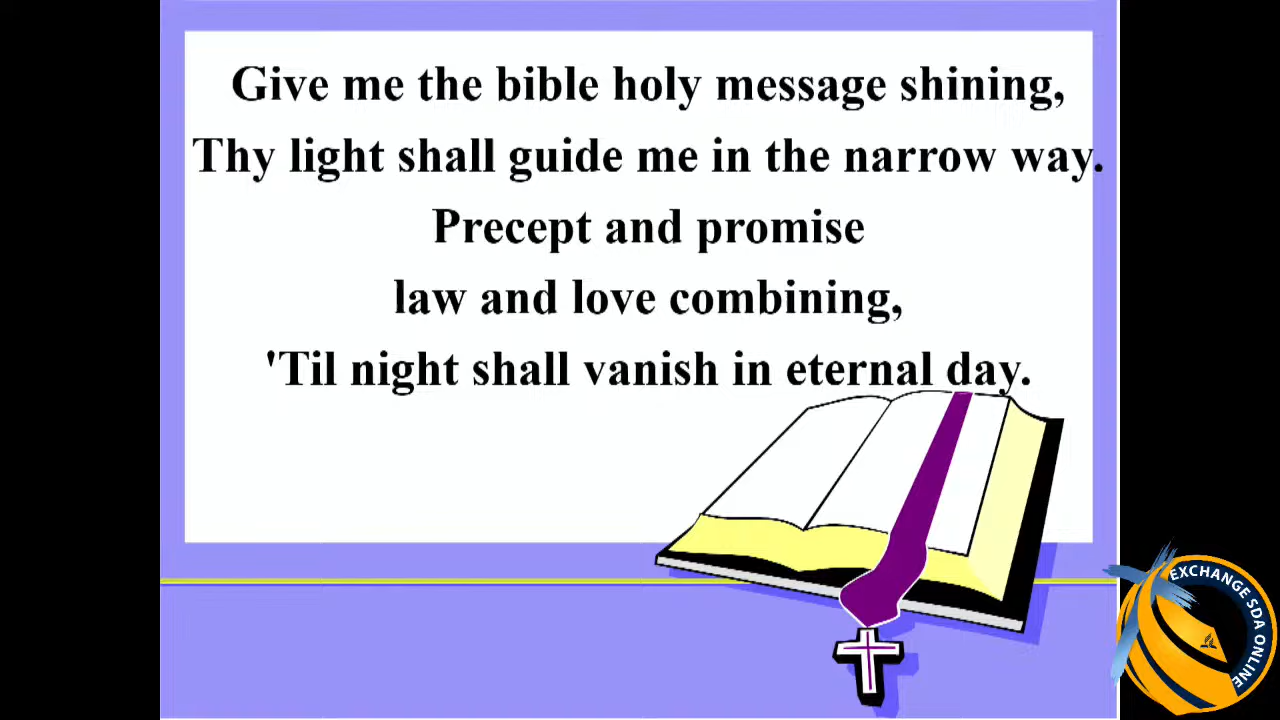 Give me the bible holy message shining,
Thy light shall guide me in the narrow way.
Precept and promise
law and love combining,
'Til night shall vanish in eternal day.
EXCHANGE SDA ONLINE